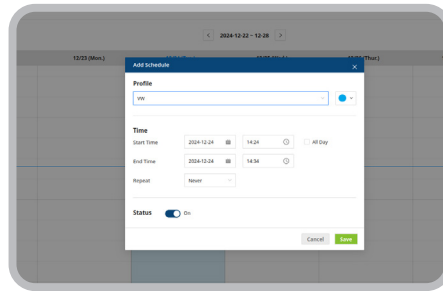 2024-12-22 ~ 12-28
12/23 (Mon.)
(Thur.)
Add Schedule
Profile
vw
Time
Start Time 2024-12-24 14:24 All Day
End Time 2024-12-24 14:34
Repeat Never
Status On
Cancel Save